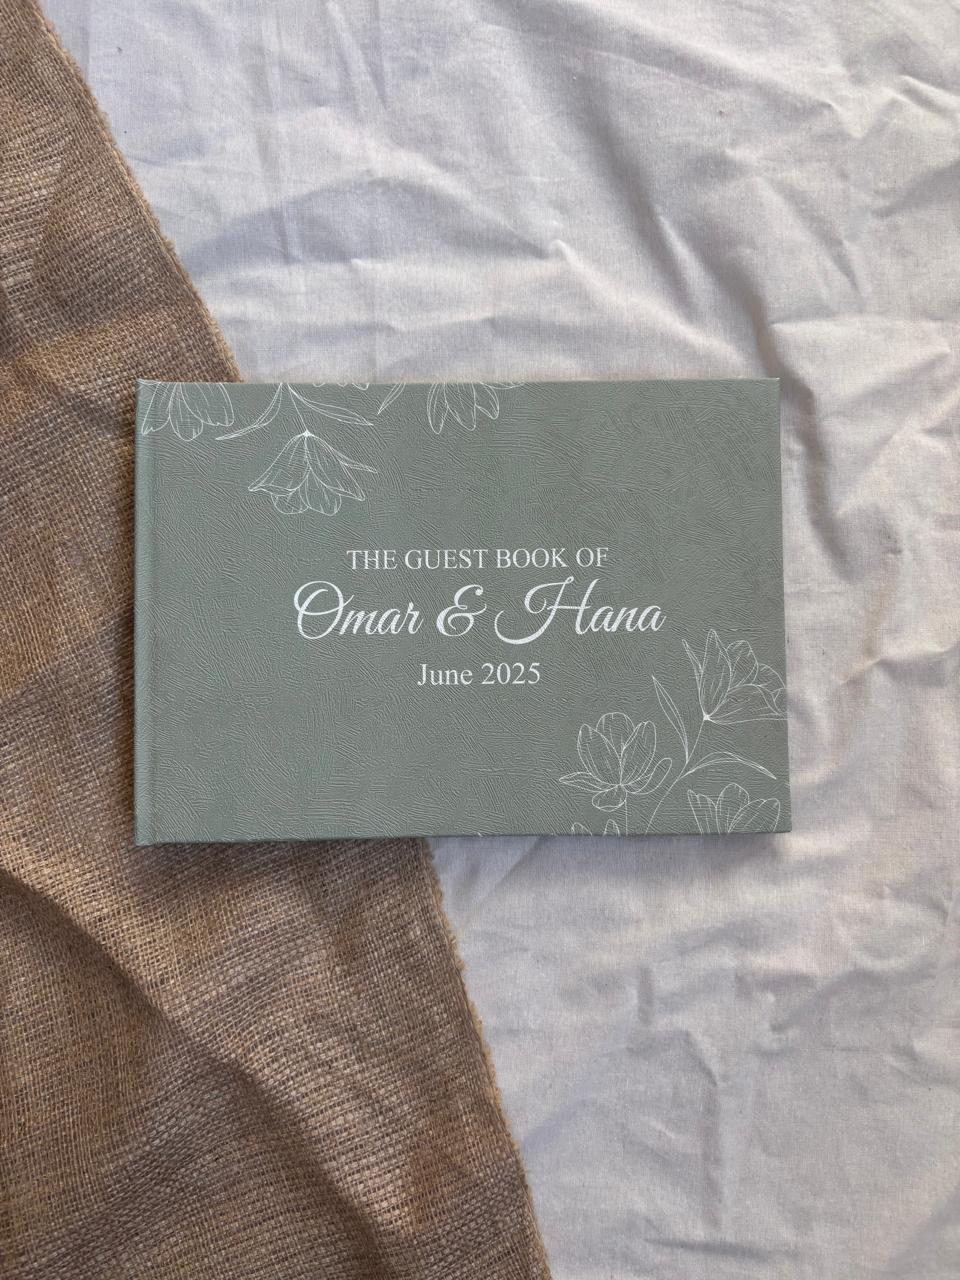 THE GUEST BOOK OF
Omar & Hana
June 2025